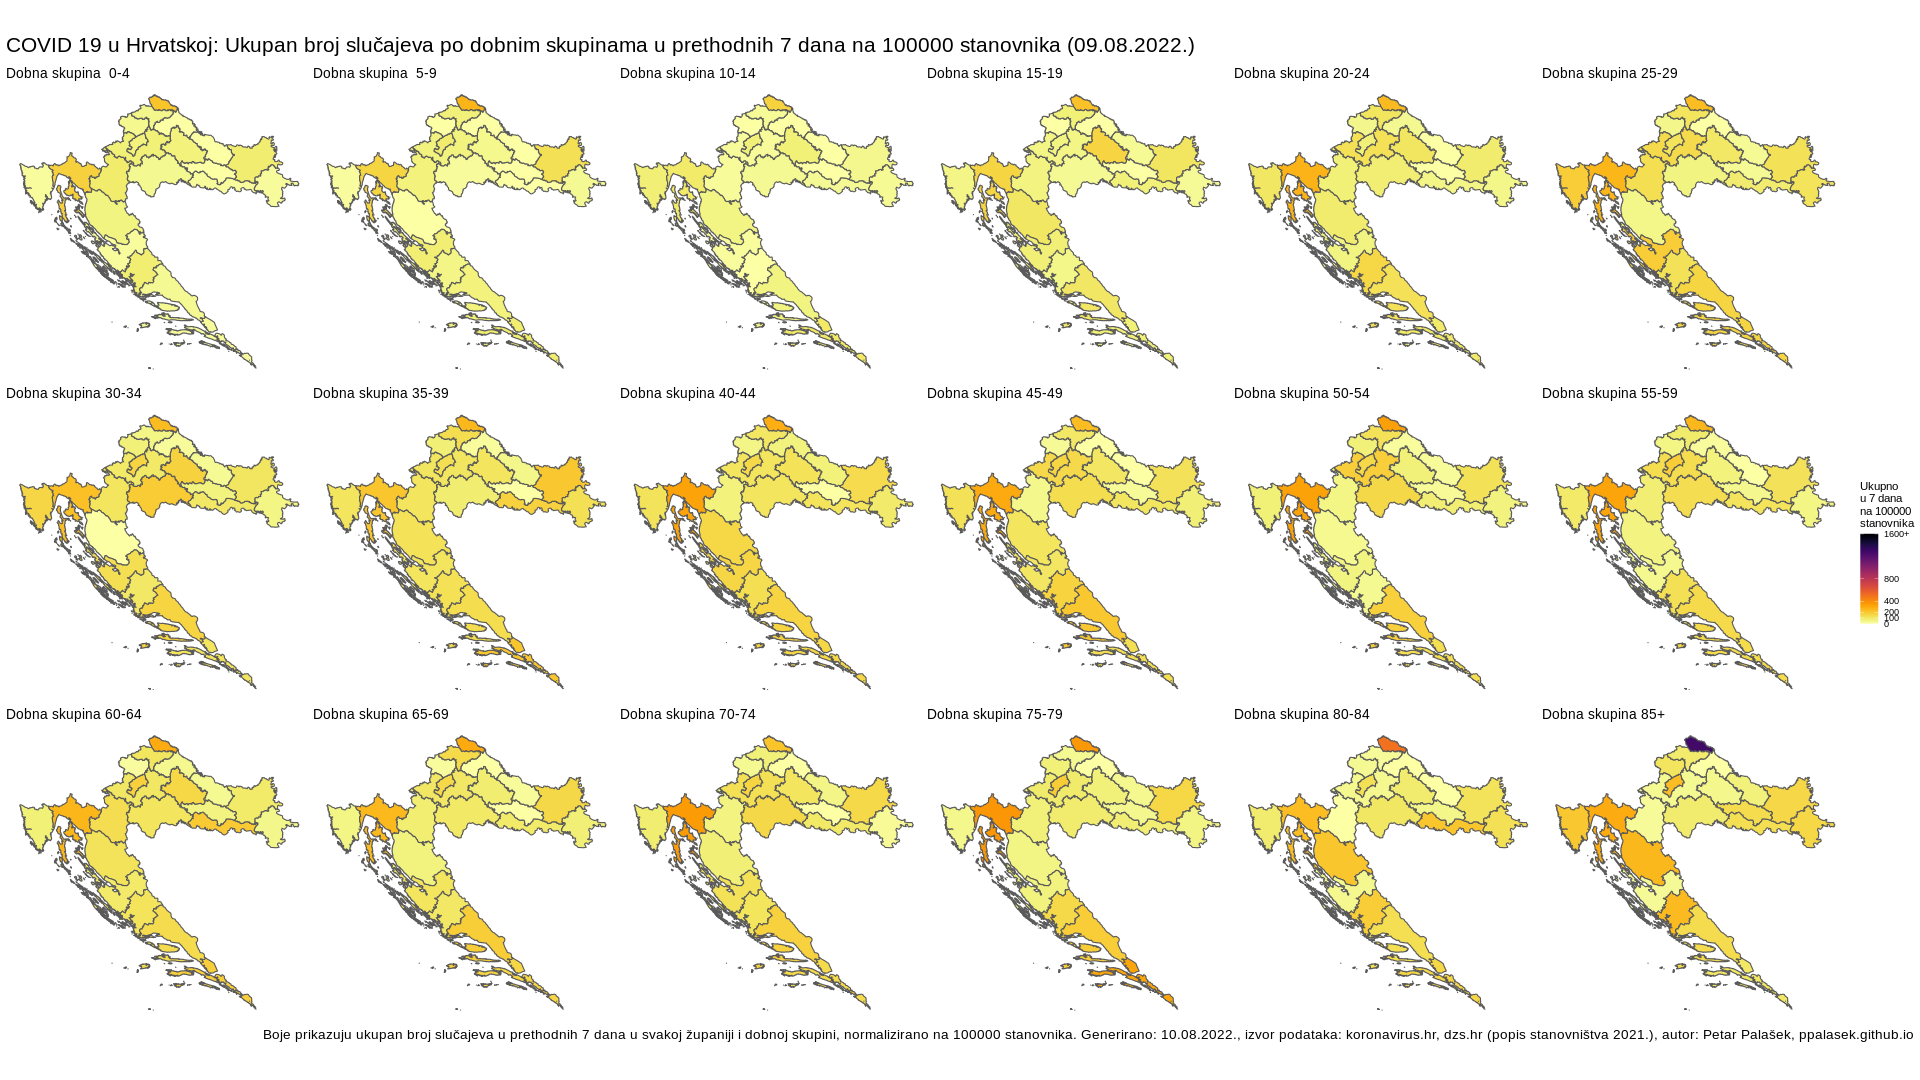 COVID 19 u Hrvatskoj: Ukupan broj slučajeva po dobnim skupinama u prethodnih 7 dana na 100000 stanovnika (09.08.2022.)
Dobna skupina  0-4
Dobna skupina  5-9
Dobna skupina 10-14
Dobna skupina 15-19
Dobna skupina 20-24
Dobna skupina 25-29
Dobna skupina 30-34
Dobna skupina 35-39
Dobna skupina 40-44
Dobna skupina 45-49
Dobna skupina 50-54
Dobna skupina 55-59
Ukupno
u 7 dana
na 100000
stanovnika
1600+
800
400
200
100
0
Dobna skupina 60-64
Dobna skupina 65-69
Dobna skupina 70-74
Dobna skupina 75-79
Dobna skupina 80-84
Dobna skupina 85+
Boje prikazuju ukupan broj slučajeva u prethodnih 7 dana u svakoj županiji i dobnoj skupini, normalizirano na 100000 stanovnika. Generirano: 10.08.2022., izvor podataka: koronavirus.hr, dzs.hr (popis stanovništva 2021.), autor: Petar Palašek, ppalasek.github.io